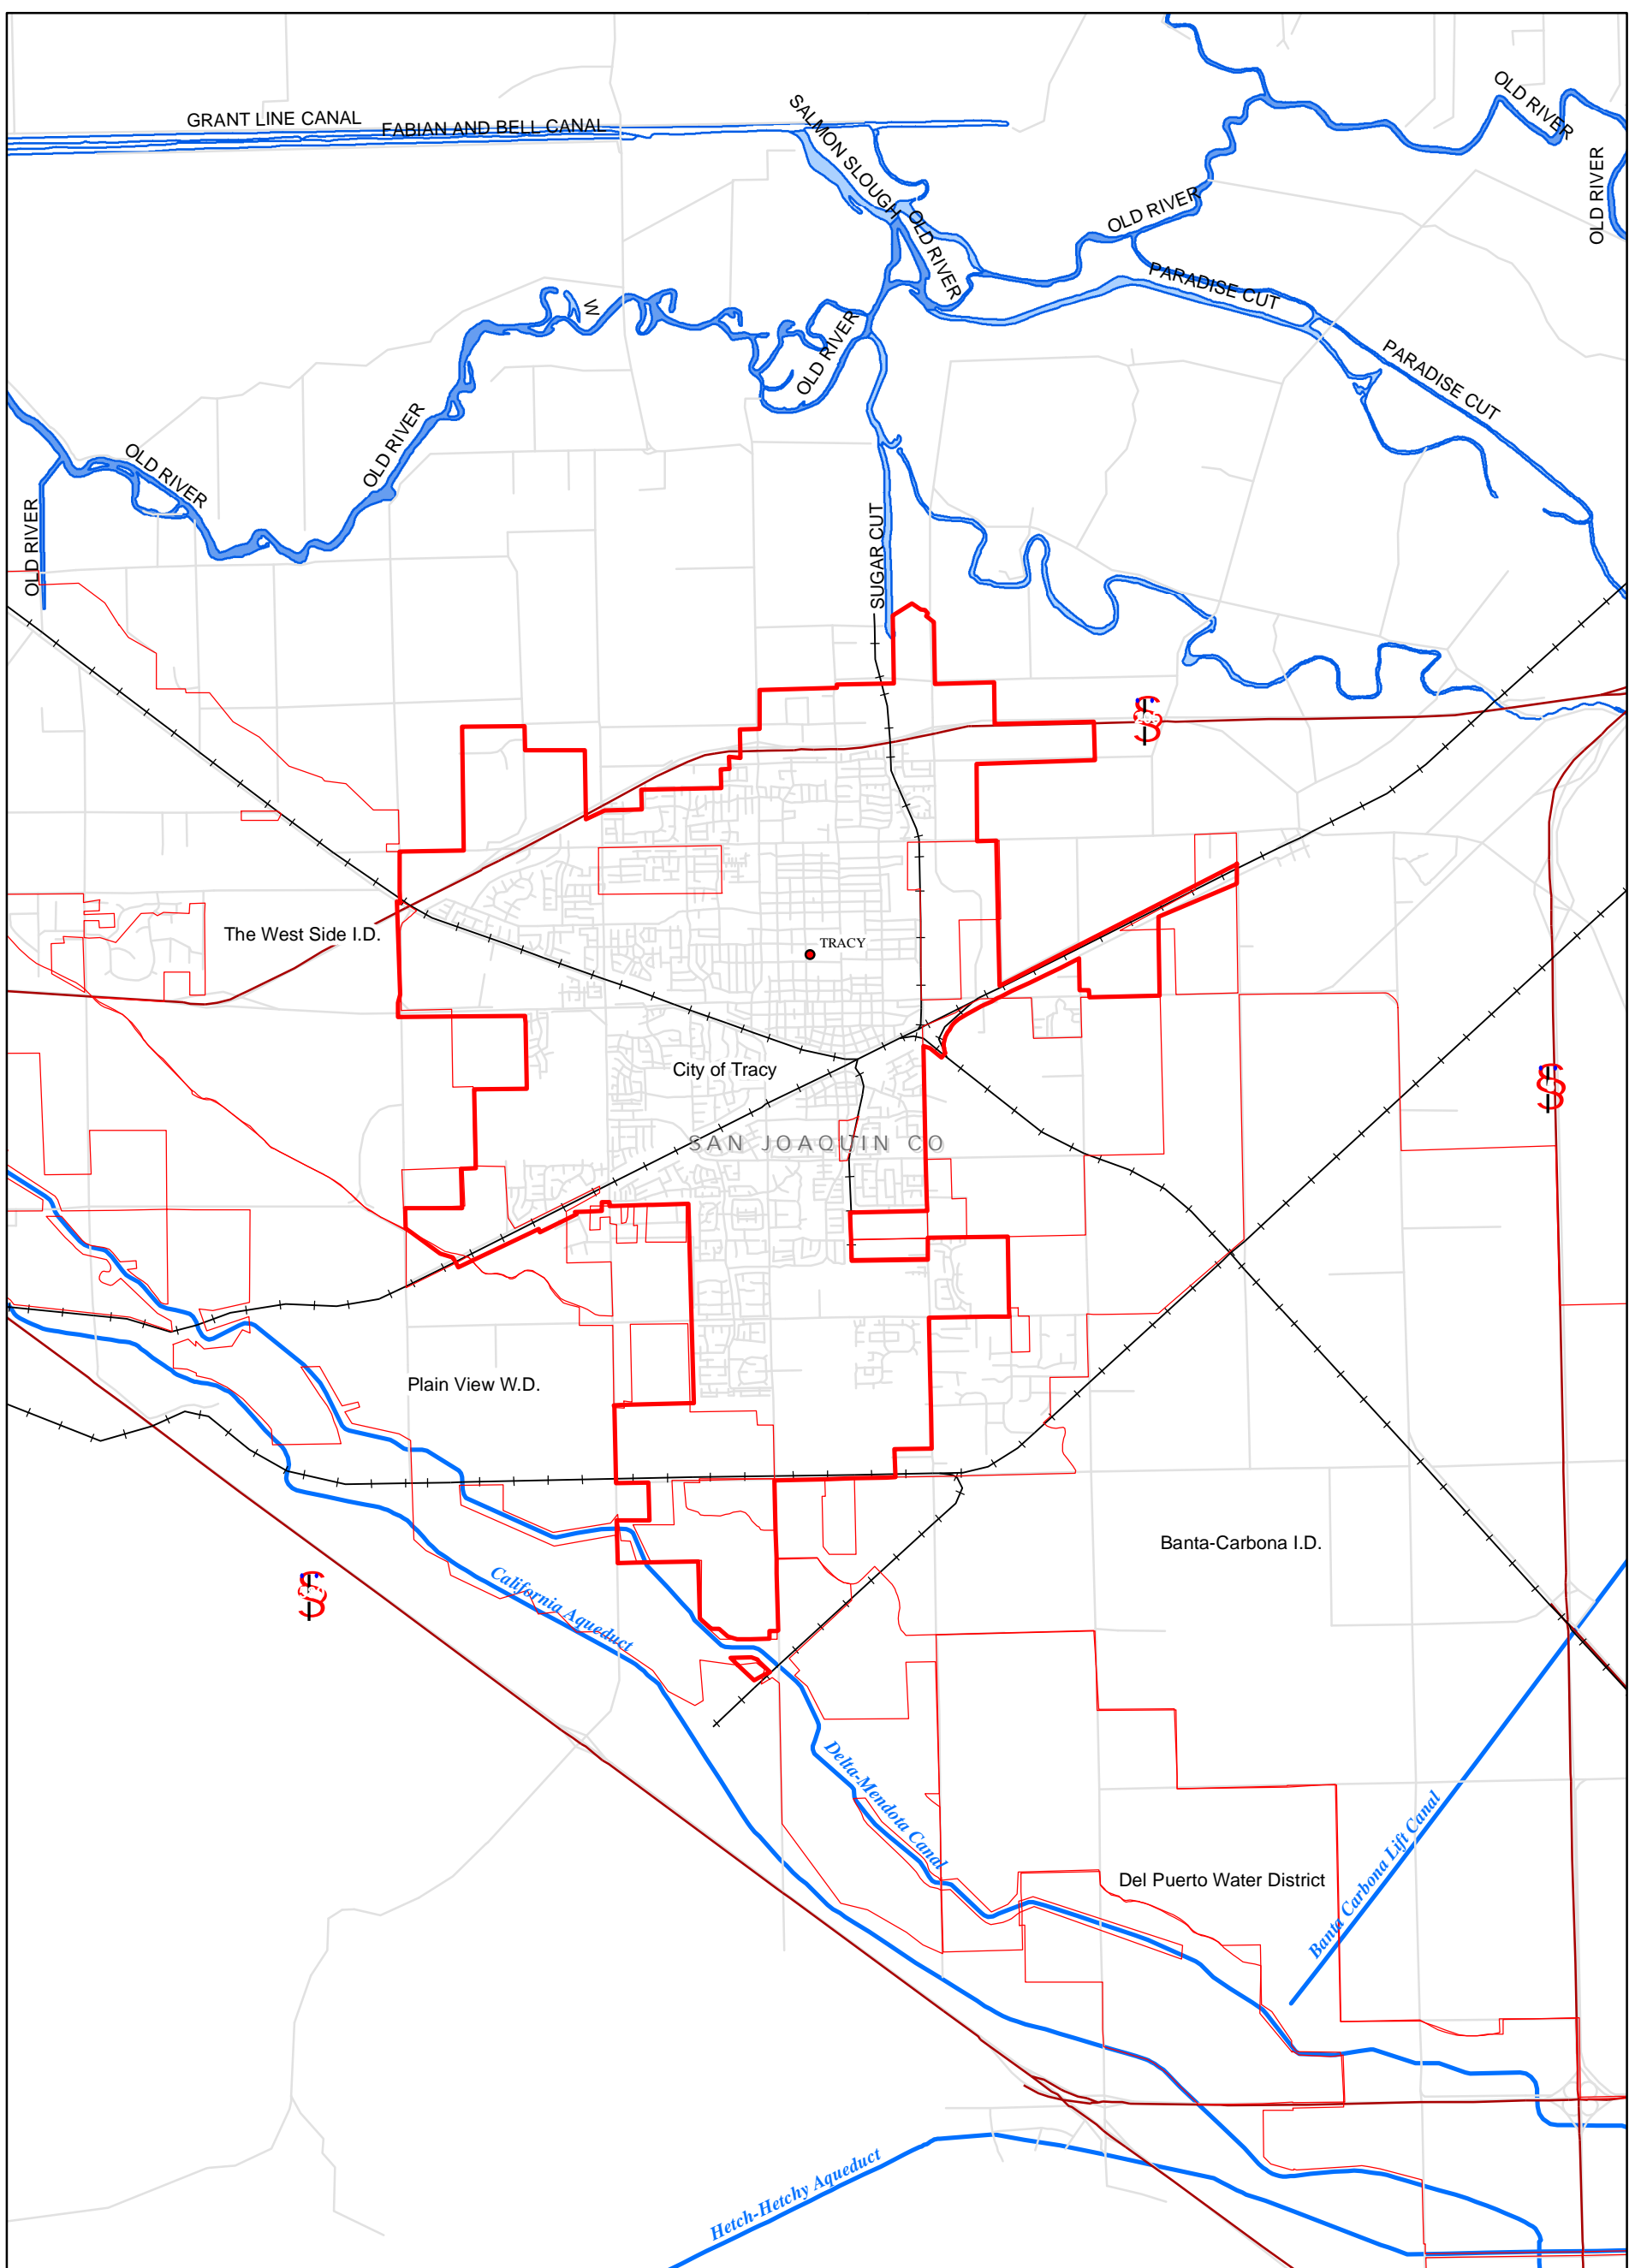 GRANT LINE CANAL
FABIAN AND BELL CANAL
SALMON SLOUGH
OLD RIVER
OLD RIVER
OLD RIVER
OLD RIVER
PARADISE CUT
W
OLD RIVER
PARADISE CUT
OLD RIVER
OLD RIVER
OLD RIVER
SUGAR CUT
The West Side I.D.
TRACY
City of Tracy
SAN JOAQUIN CO
Plain View W.D.
Banta-Carbona I.D.
California Aqueduct
Delta-Mendota Canal
Banta Carbona Lift Canal
Del Puerto Water District
Hetch-Hetchy Aqueduct